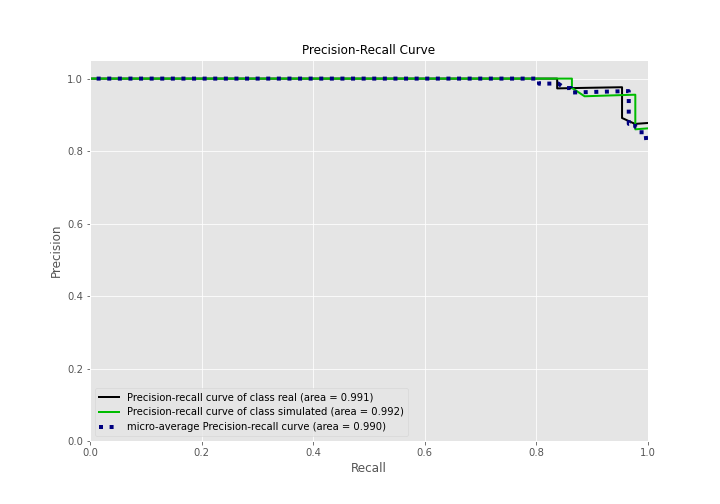 Precision-Recall Curve
1.0
0.8
0.6
0.4
0.2
0.0
Precision
Precision-recall curve of class real (area = 0.991)
Precision-recall curve of class simulated (area = 0.992)
micro-average Precision-recall curve (area = 0.990)
0.0 0.2 0.4 0.6 0.8 1.0
Recall